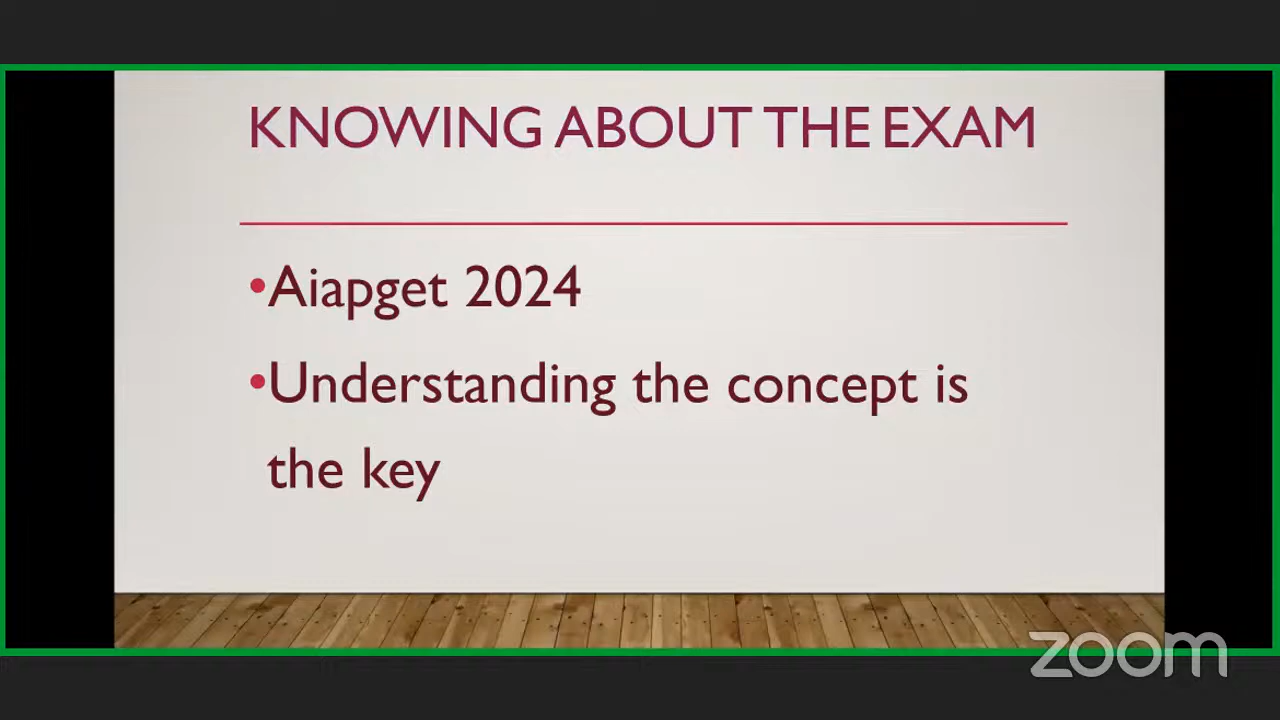 KNOWING ABOUT THE EXAM
•Aiapget 2024
•Understanding the concept is
the key
zoom